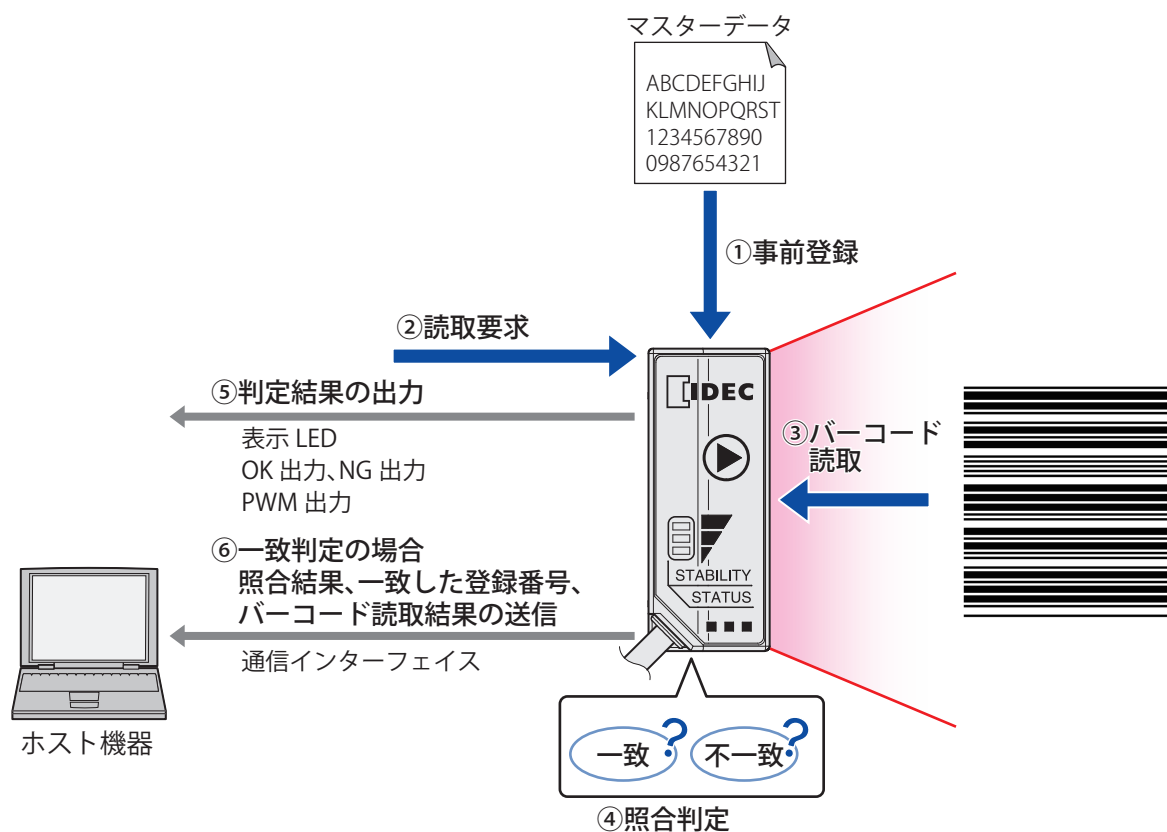 マスターデータ
ABCDEFGHIJ
KLMNOPQRST
1234567890
0987654321
①事前登録
②読取要求
⑤判定結果の出力
表示 LED
OK 出力、NG 出力
PWM 出力
IDEC
③バーコード
読取
⑥一致判定の場合
照合結果、一致した登録番号、
バーコード読取結果の送信
通信インターフェイス
STABILITY
STATUS
ホスト機器
一致?
不一致?
④照合判定